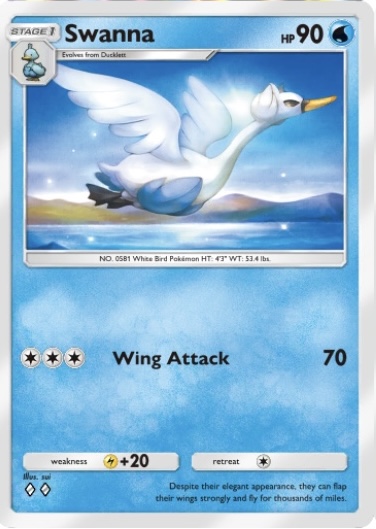 STAGE 1
Swanna
HP 90
Evolves from Ducklett
NO. 0581 White Bird Pokémon HT: 4'3" WT: 53.4 lbs.
Wing Attack 70
weakness +20 retreat
Illus. sui
Despite their elegant appearance, they can flap
their wings strongly and fly for thousands of miles.